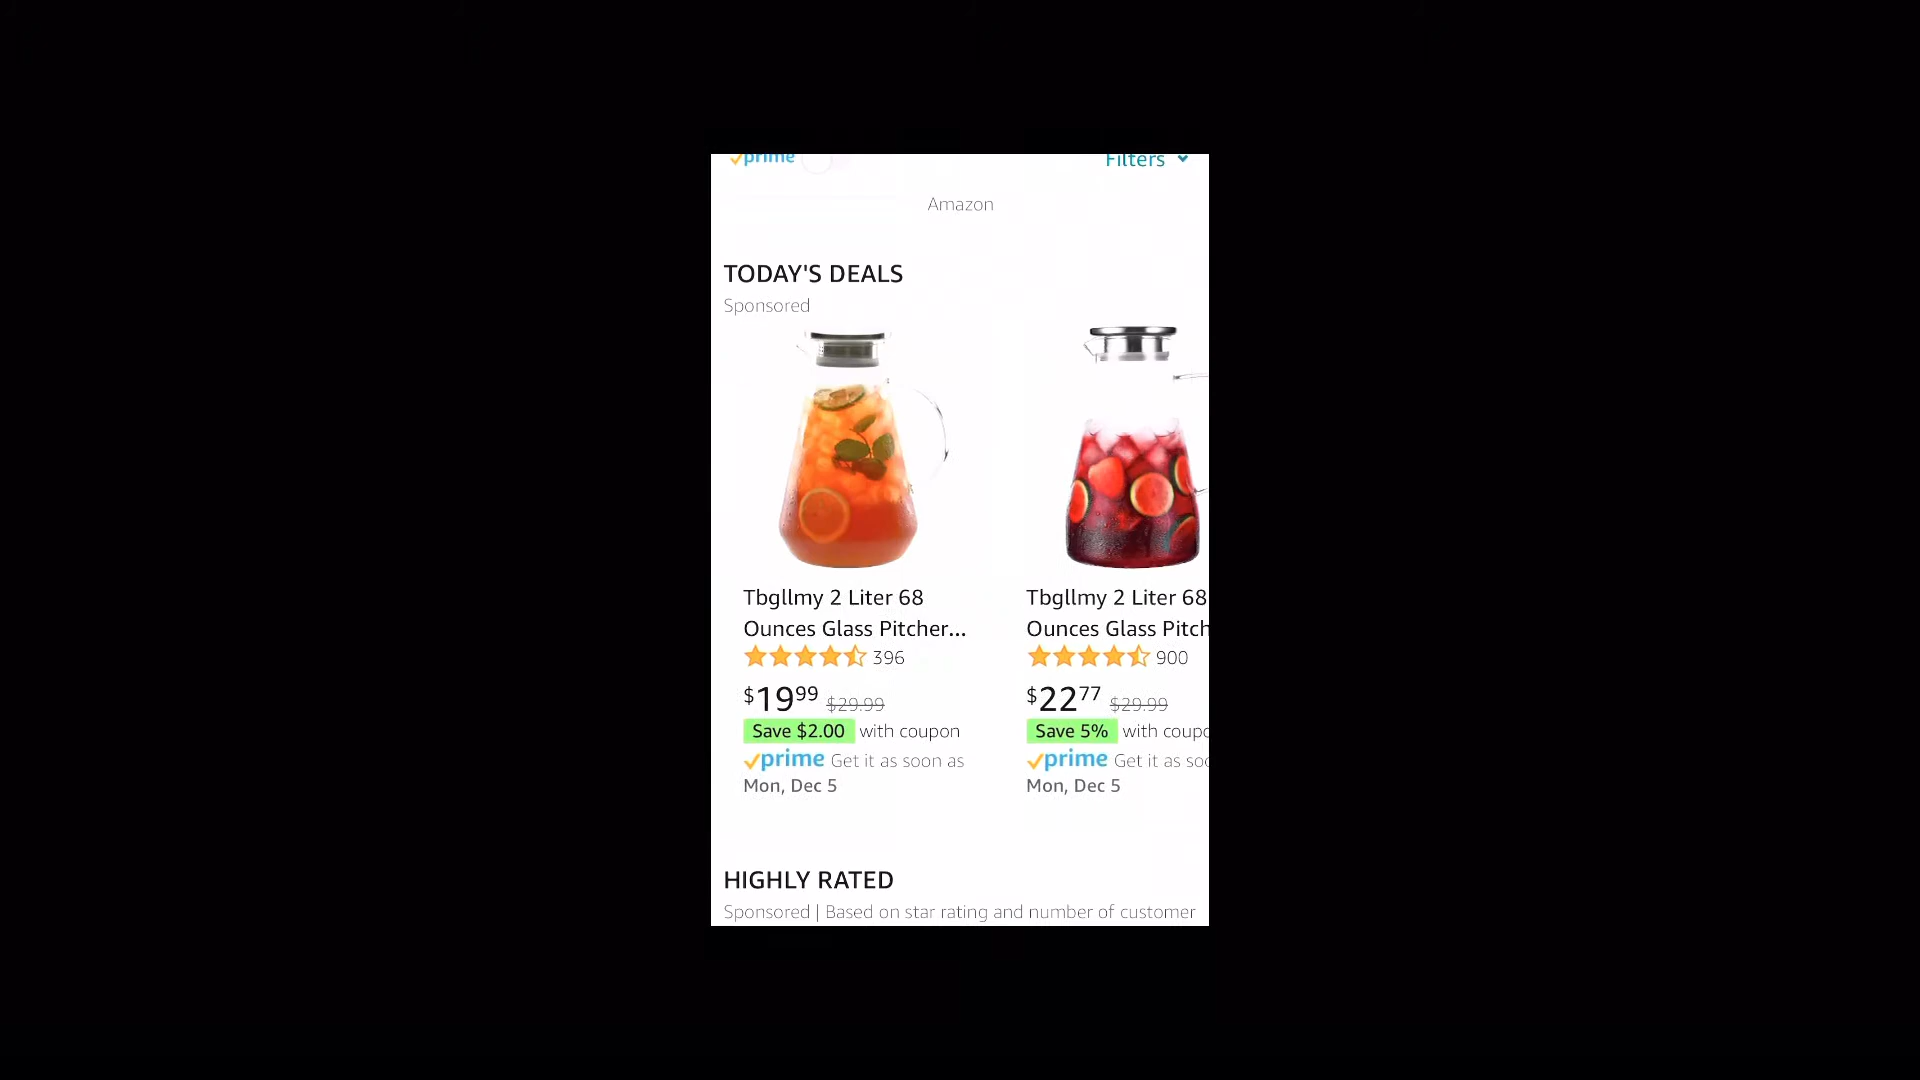 prime Filters
Amazon
TODAY'S DEALS
Sponsored
Tbgllmy 2 Liter 68
Ounces Glass Pitcher...
396
$19.99 $29.99
Save $2.00 with coupon
prime Get it as soon as
Mon, Dec 5
Tbgllmy 2 Liter 68
Ounces Glass Pitch
900
$22.77 $29.99
Save 5% with coupo
prime Get it as soo
Mon, Dec 5
HIGHLY RATED
Sponsored | Based on star rating and number of customer